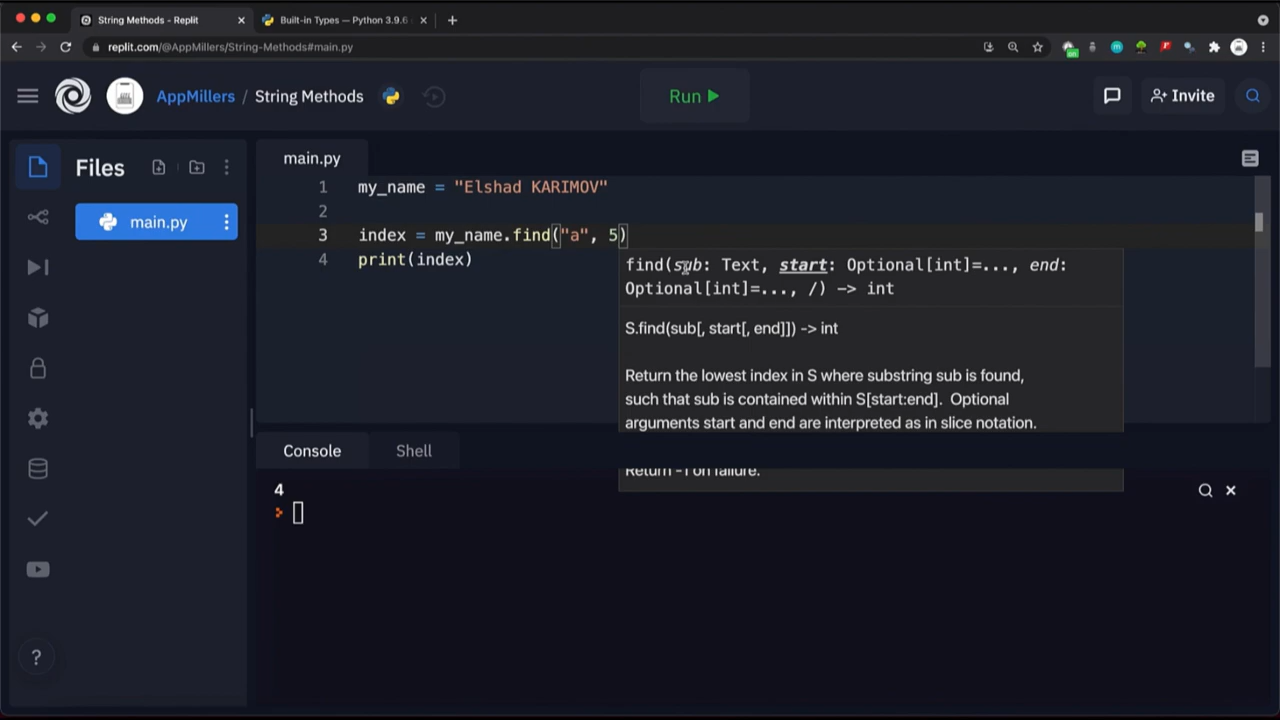 String Methods - Replit
Built-in Types — Python 3.9.6
replit.com/@AppMillers/String-Methods#main.py
AppMillers / String Methods
Run
Invite
Files
main.py
main.py
1 my_name = "Elshad KARIMOV"
2
3 index = my_name.find("a", 5)
4 print(index)
find(sub: Text, start: Optional[int]=..., end:
Optional[int]=..., /) -> int
S.find(sub[, start[, end]]) -> int
Return the lowest index in S where substring sub is found,
such that sub is contained within S[start:end]. Optional
arguments start and end are interpreted as in slice notation.
Return -1 on failure.
Console
Shell
4
?